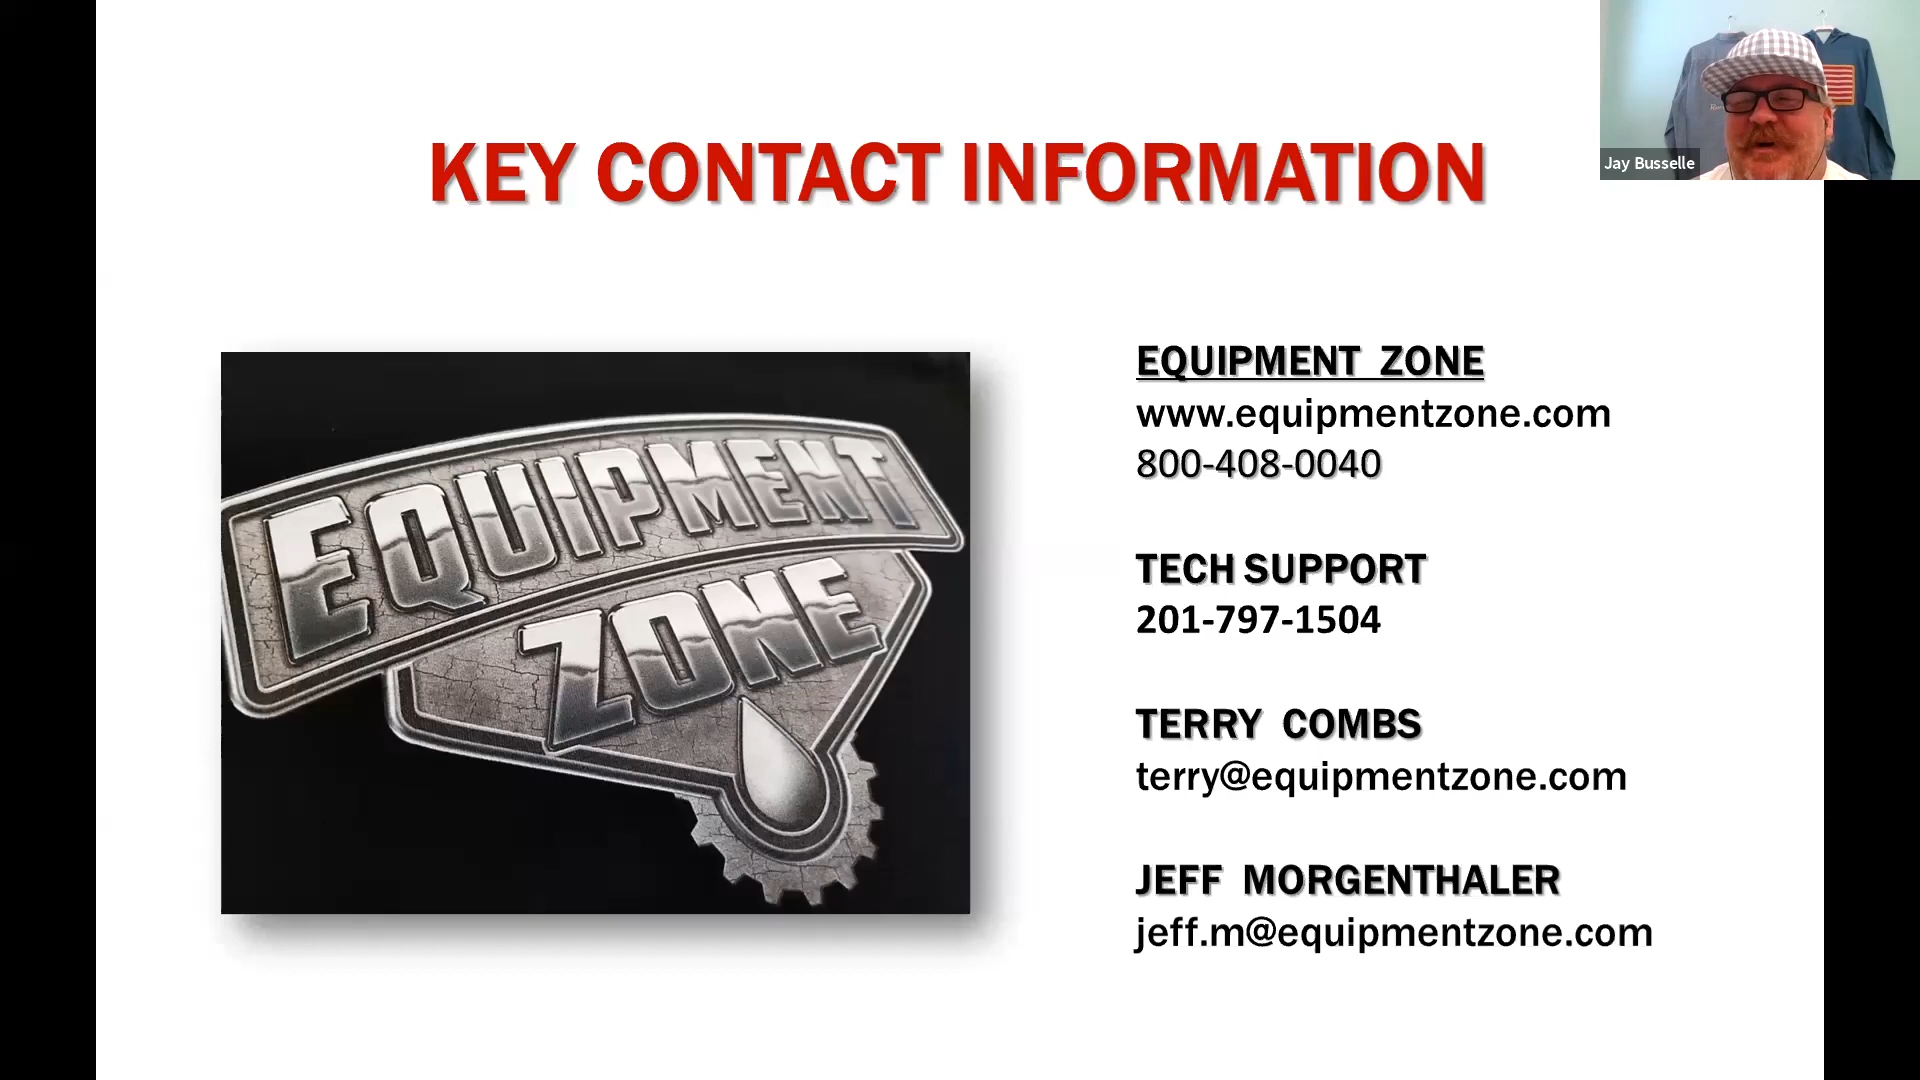 KEY CONTACT INFORMATION
Jay Busselle
EQUIPMENT
ZONE
EQUIPMENT ZONE
www.equipmentzone.com
800-408-0040
TECH SUPPORT
201-797-1504
TERRY COMBS
terry@equipmentzone.com
JEFF MORGENTHALER
jeff.m@equipmentzone.com